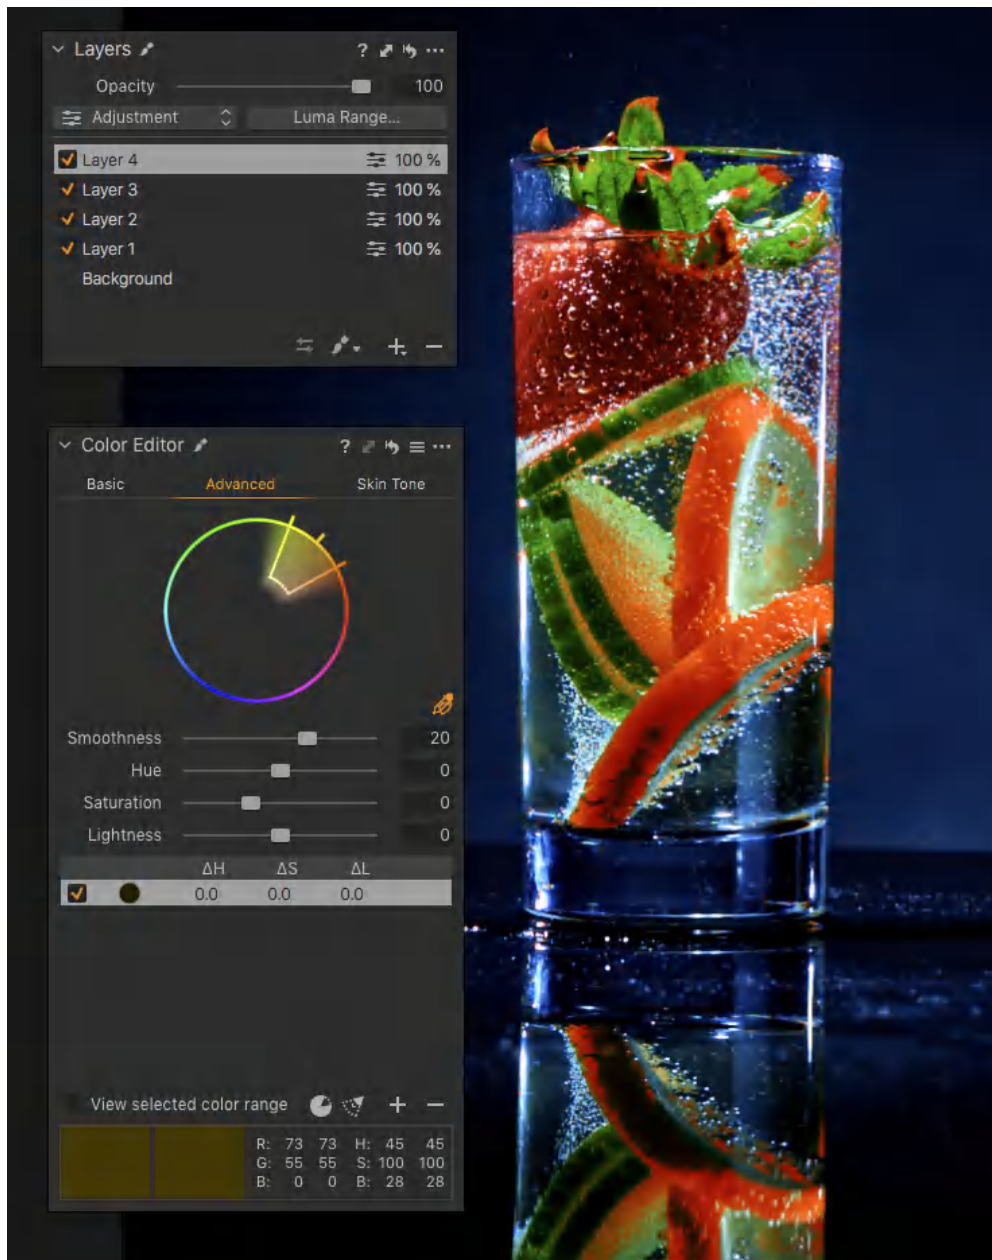 Layers ?
Opacity 100
Adjustment Luma Range...
Layer 4 100 %
Layer 3 100 %
Layer 2 100 %
Layer 1 100 %
Background
Color Editor ?
Basic Advanced Skin Tone
Smoothness 20
Hue 0
Saturation 0
Lightness 0
ΔH ΔS ΔL
0.0 0.0 0.0
View selected color range
R: 73 73 H: 45 45
G: 55 55 S: 100 100
B: 0 0 B: 28 28